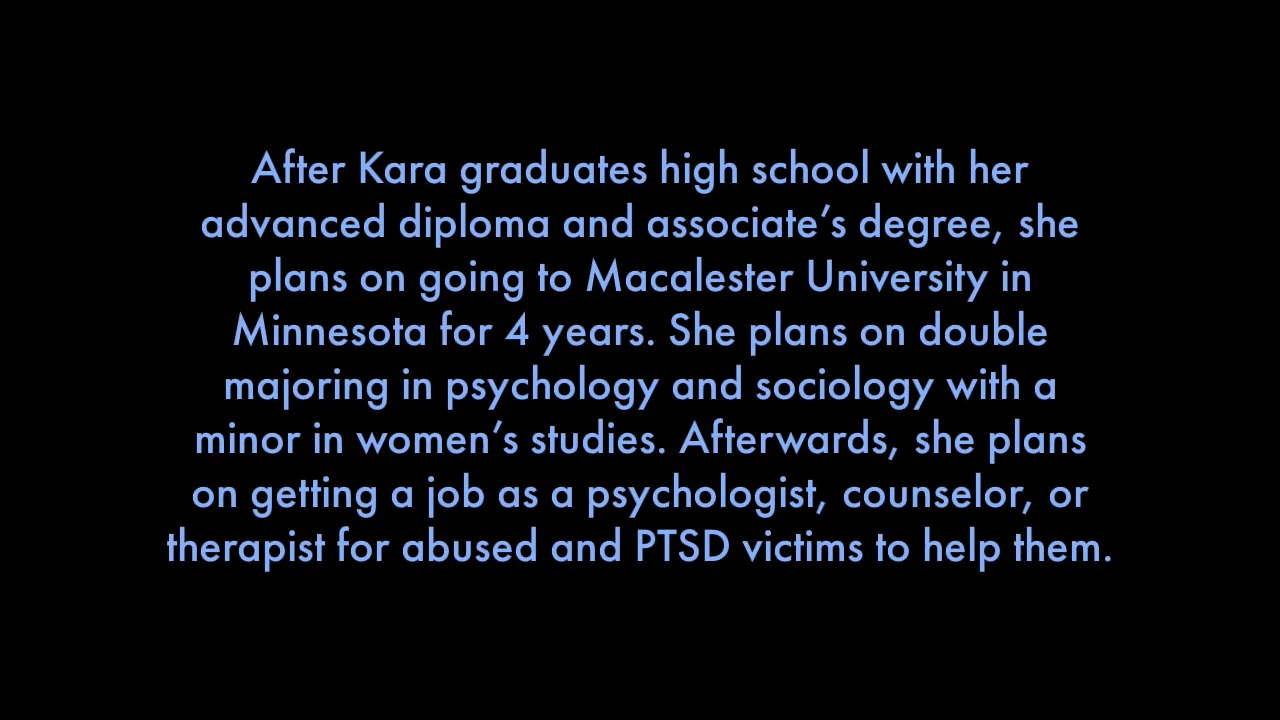 After Kara graduates high school with her
advanced diploma and associate’s degree, she
plans on going to Macalester University in
Minnesota for 4 years. She plans on double
majoring in psychology and sociology with a
minor in women’s studies. Afterwards, she plans
on getting a job as a psychologist, counselor, or
therapist for abused and PTSD victims to help them.